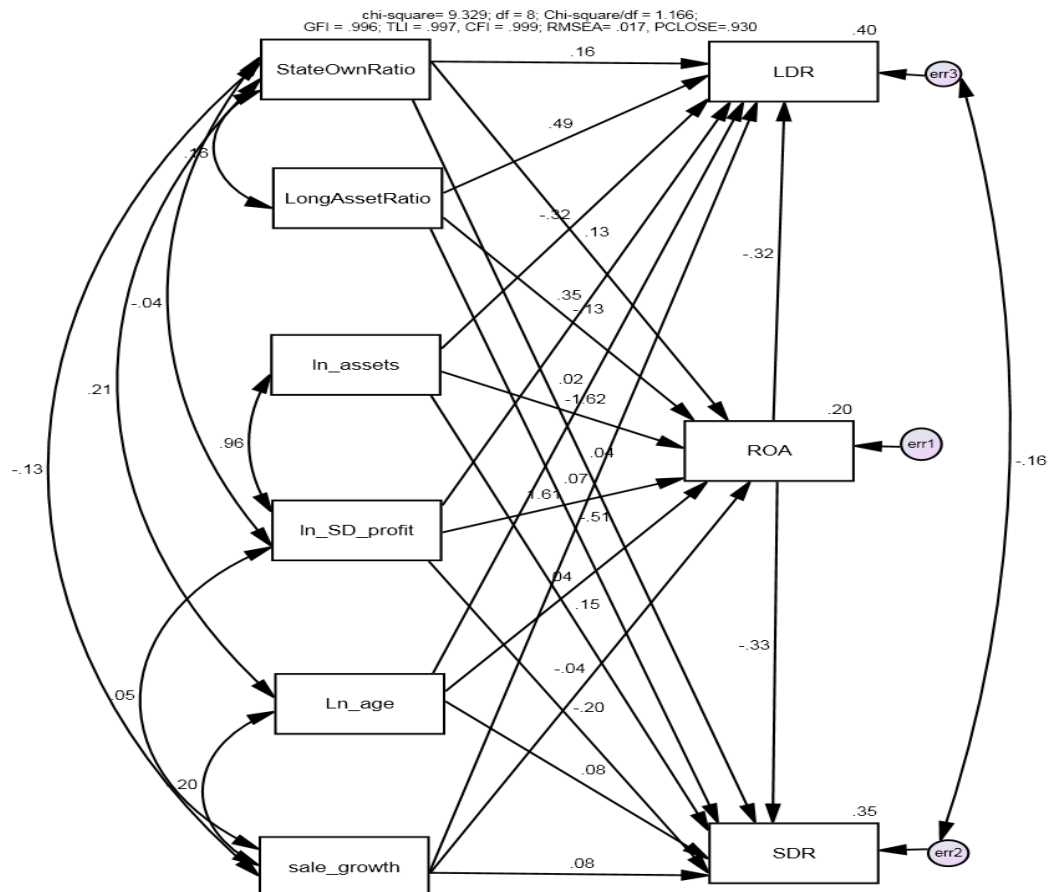 chi-square= 9.329; df = 8; Chi-square/df = 1.166;
GFI = .996; TLI = .997, CFI = .999; RMSEA= .017, PCLOSE=.930
.40
StateOwnRatio
.16
LDR
err3
.49
.16
LongAssetRatio
-.32
.13
-.32
-.04
.35
-.13
ln_assets
.02
.21
-1.62
.20
.96
ROA
err1
.04
-.13
.07
-.16
1.61
-.51
ln_SD_profit
.04
.15
-.33
-.04
.05
Ln_age
-.20
.08
.20
.35
sale_growth
.08
SDR
err2